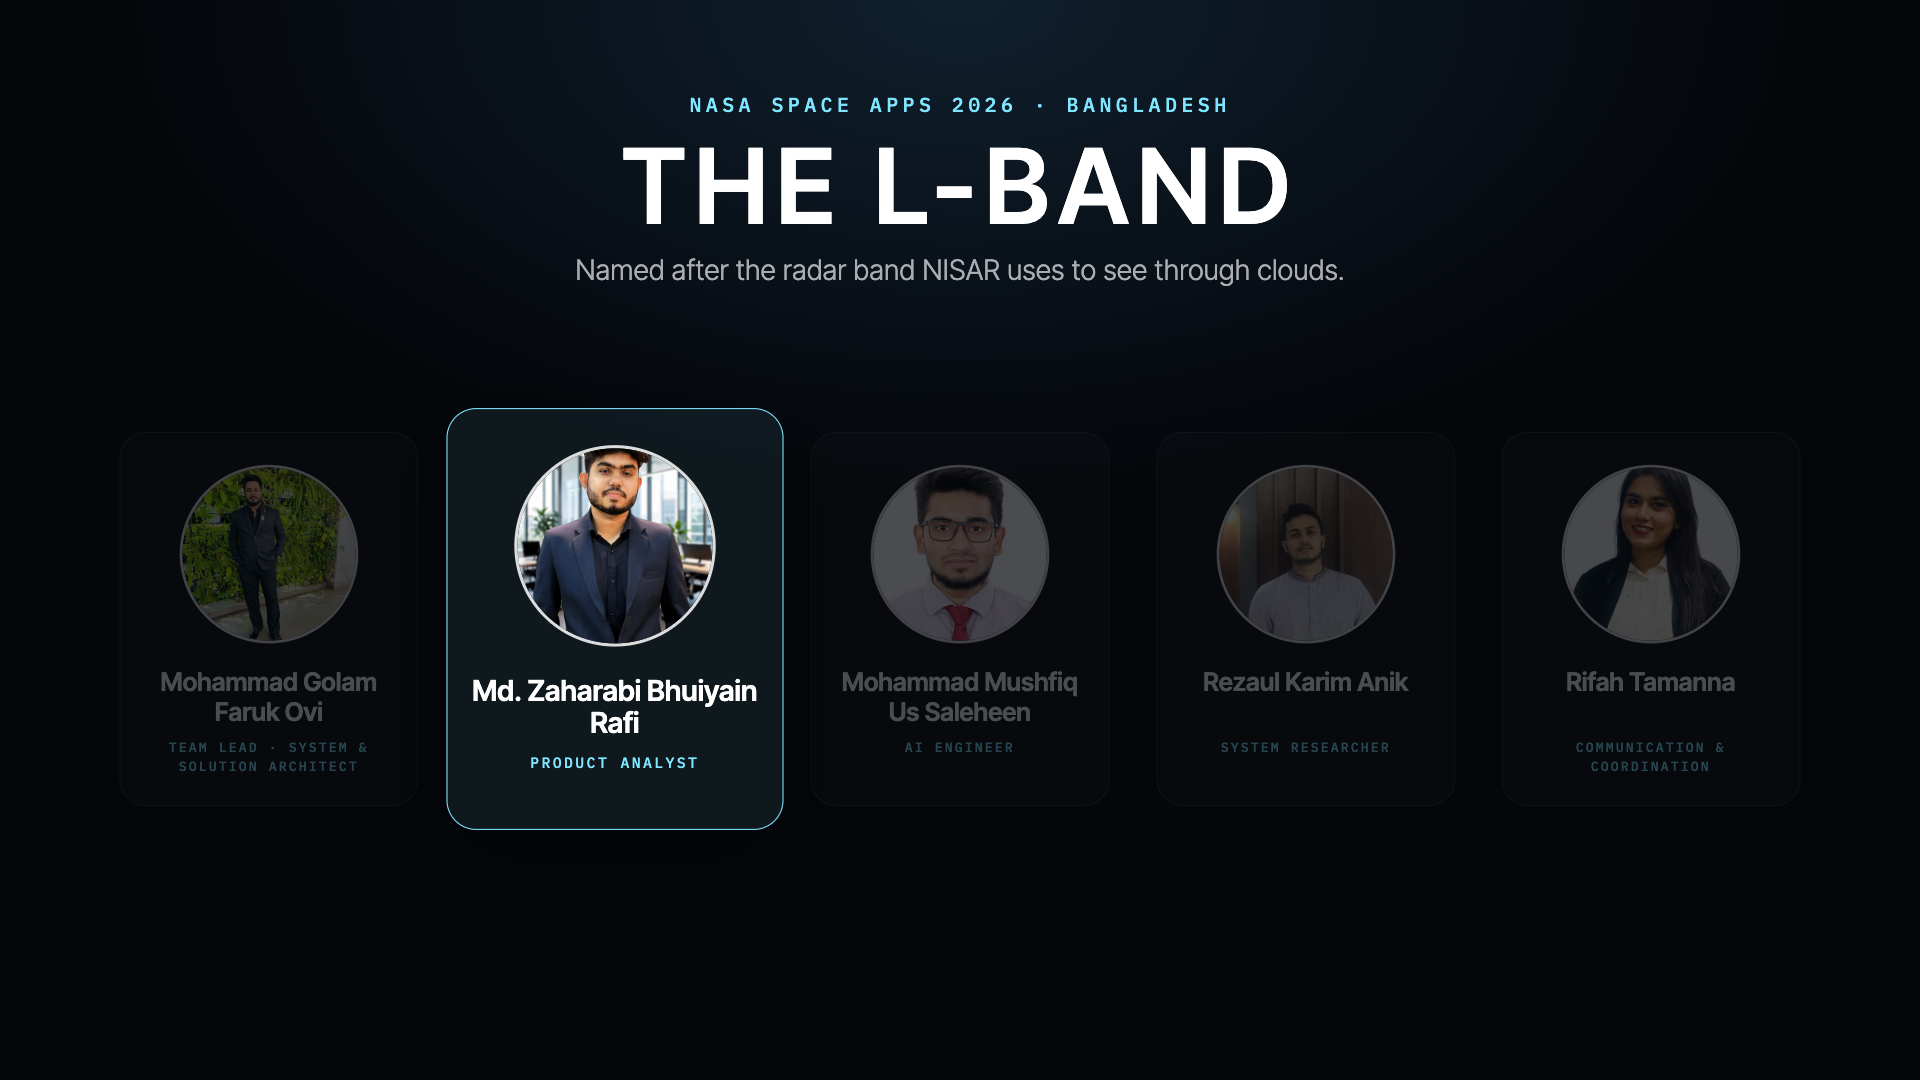 NASA SPACE APPS 2026 · BANGLADESH
THE L-BAND
Named after the radar band NISAR uses to see through clouds.
Mohammad Golam
Faruk Ovi
TEAM LEAD · SYSTEM &
SOLUTION ARCHITECT
Md. Zaharabi Bhuiyain
Rafi
PRODUCT ANALYST
Mohammad Mushfiq
Us Saleheen
AI ENGINEER
Rezaul Karim Anik
SYSTEM RESEARCHER
Rifah Tamanna
COMMUNICATION &
COORDINATION